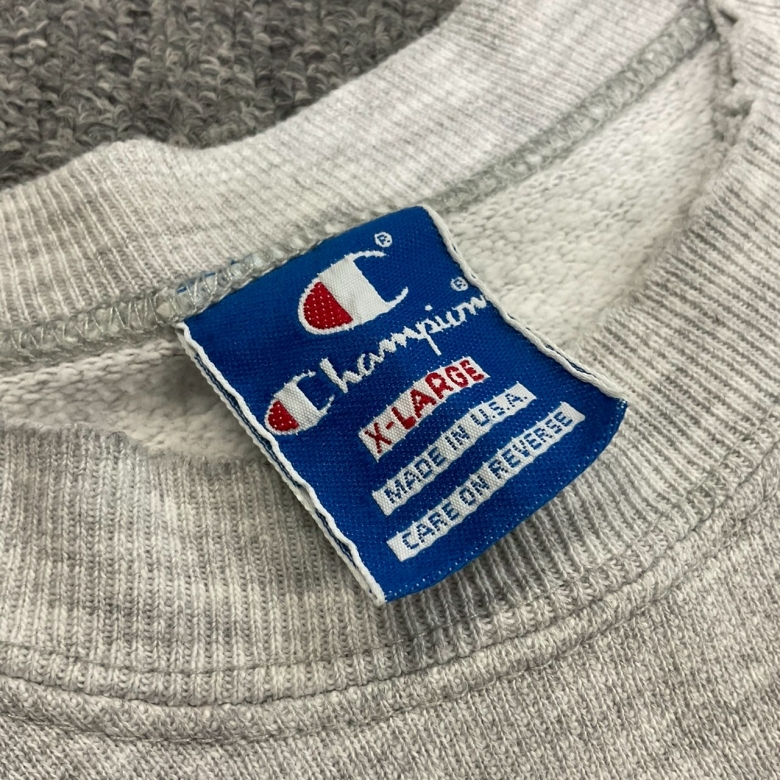 C®
Champion®
X-LARGE
MADE IN U.S.A.
CARE ON REVERSE